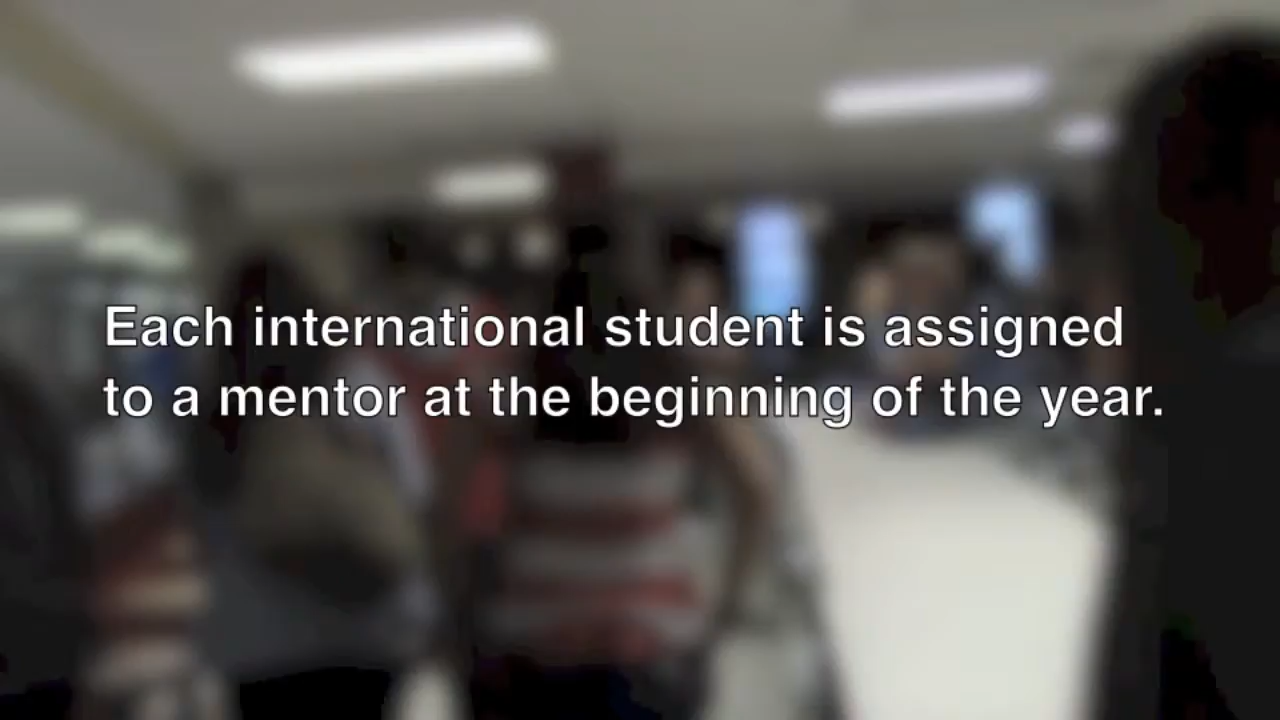 Each international student is assigned
to a mentor at the beginning of the year.